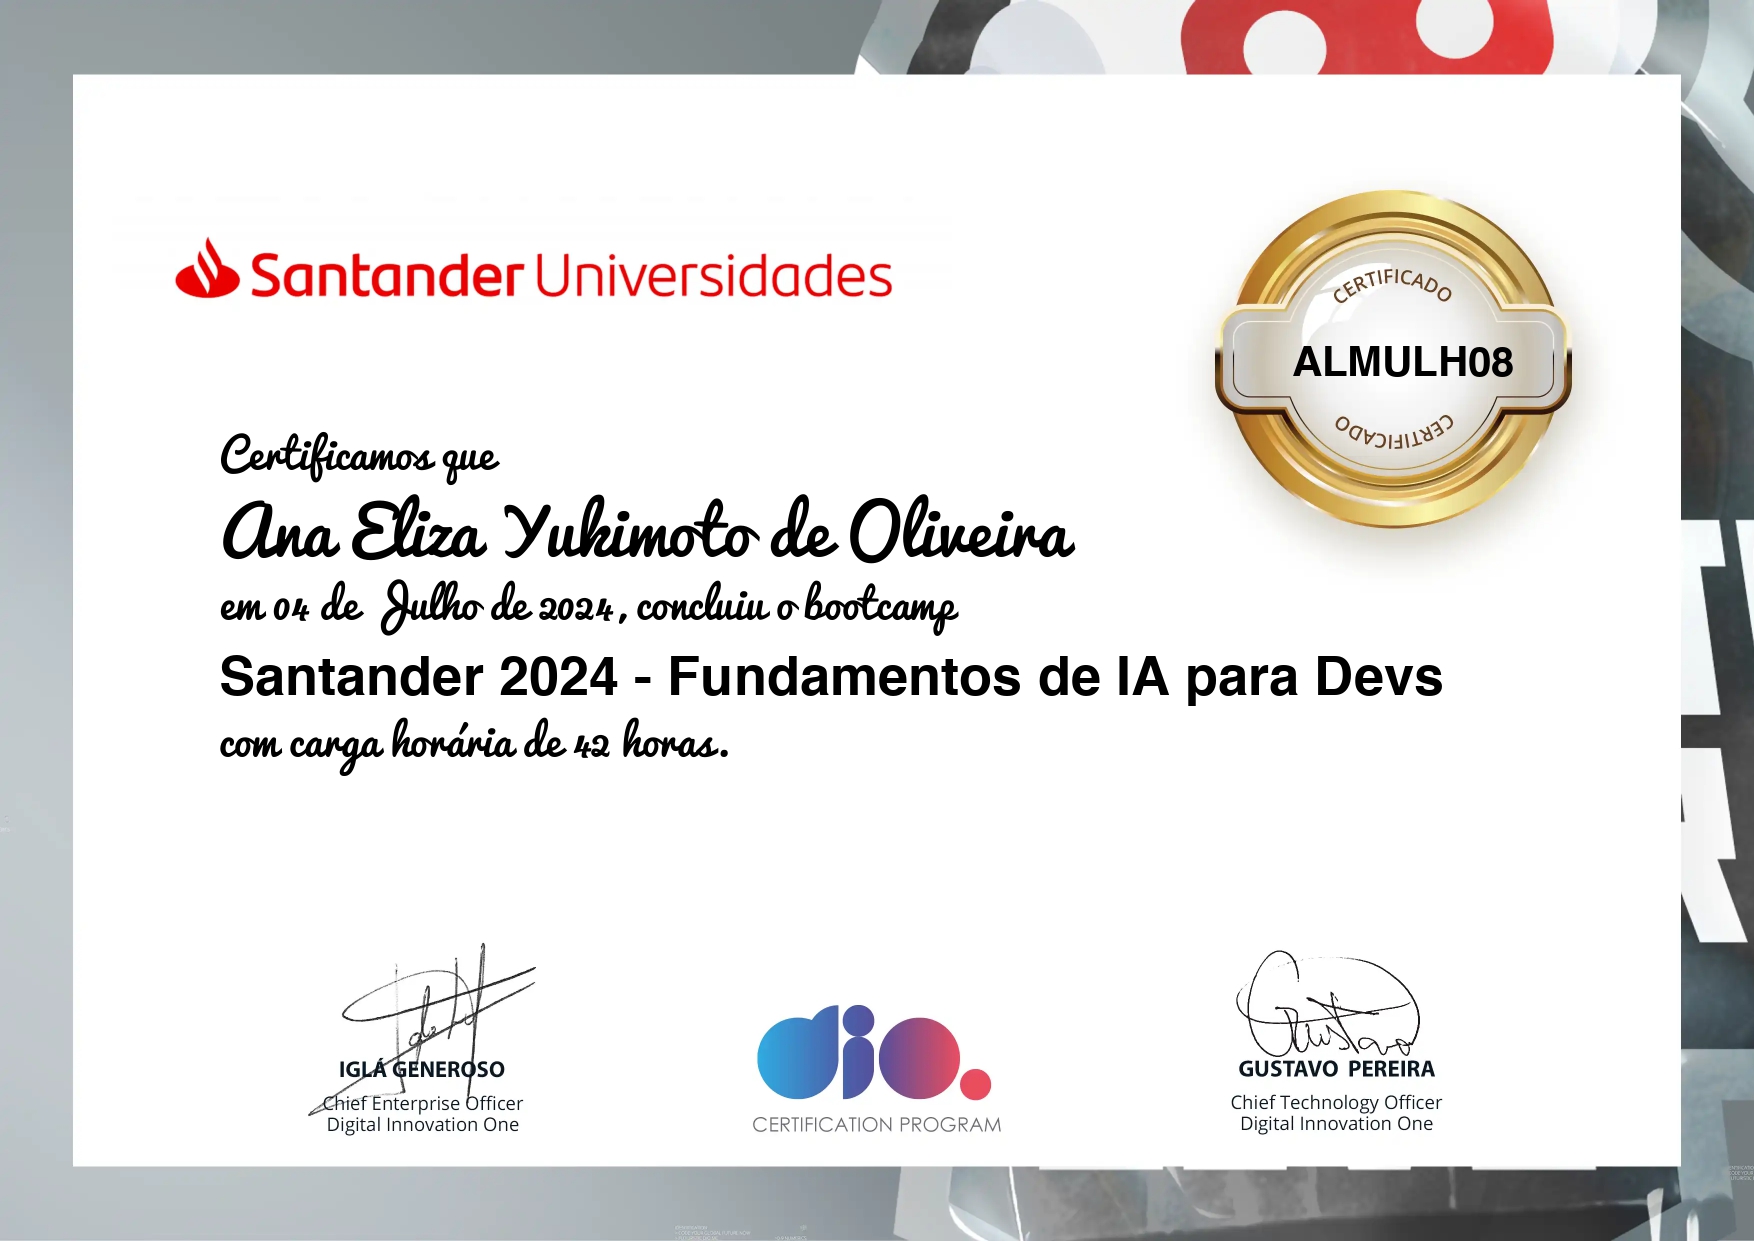 Santander Universidades
CERTIFICADO
ALMULH08
CERTIFICADO
Certificamos que
Ana Eliza Yukimoto de Oliveira
em 04 de Julho de 2024, concluiu o bootcamp
Santander 2024 - Fundamentos de IA para Devs
com carga horária de 42 horas.
IGLÁ GENEROSO
Chief Enterprise Officer
Digital Innovation One
dio.
CERTIFICATION PROGRAM
Gustavo
GUSTAVO PEREIRA
Chief Technology Officer
Digital Innovation One